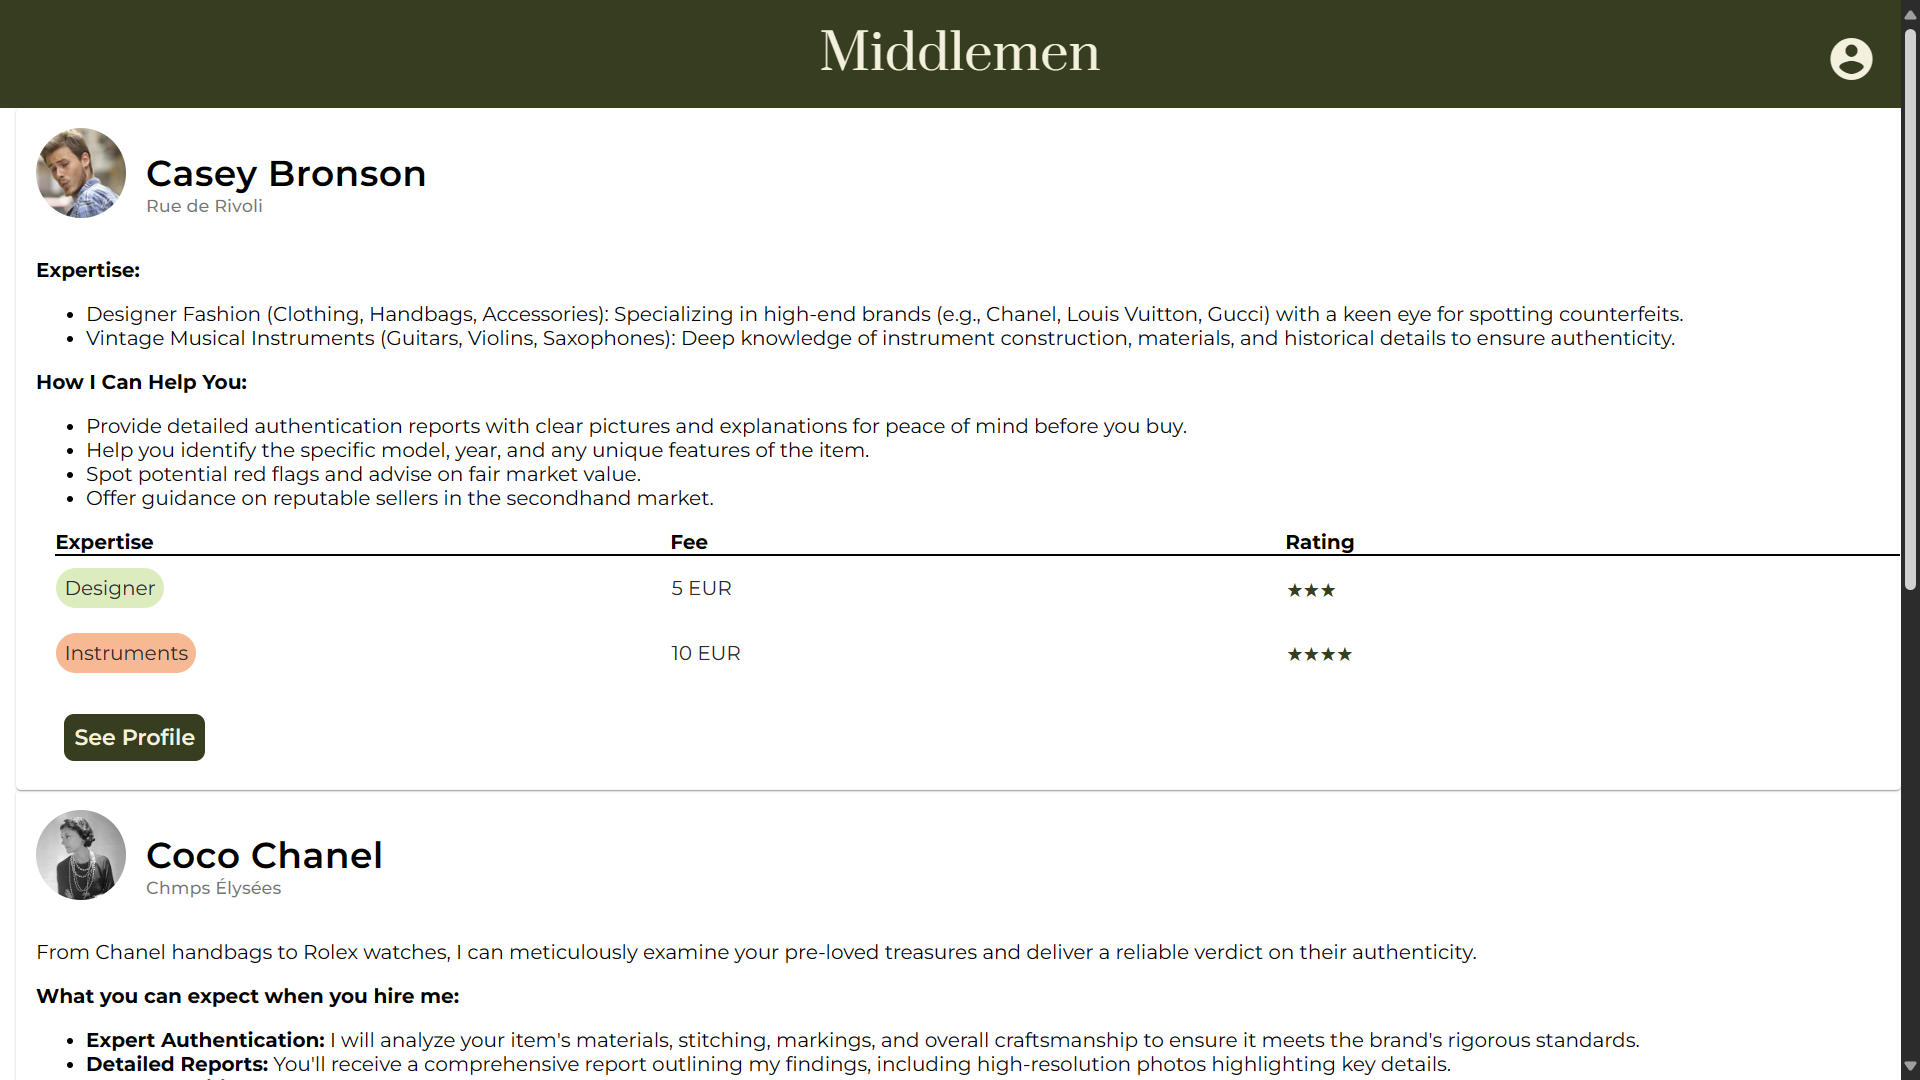 Middlemen
Casey Bronson
Rue de Rivoli
Expertise:
• Designer Fashion (Clothing, Handbags, Accessories): Specializing in high-end brands (e.g., Chanel, Louis Vuitton, Gucci) with a keen eye for spotting counterfeits.
• Vintage Musical Instruments (Guitars, Violins, Saxophones): Deep knowledge of instrument construction, materials, and historical details to ensure authenticity.
How I Can Help You:
• Provide detailed authentication reports with clear pictures and explanations for peace of mind before you buy.
• Help you identify the specific model, year, and any unique features of the item.
• Spot potential red flags and advise on fair market value.
• Offer guidance on reputable sellers in the secondhand market.
Expertise Fee Rating
Designer 5 EUR ★★★
Instruments 10 EUR ★★★★
See Profile
Coco Chanel
Chmps Élysées
From Chanel handbags to Rolex watches, I can meticulously examine your pre-loved treasures and deliver a reliable verdict on their authenticity.
What you can expect when you hire me:
• Expert Authentication: I will analyze your item's materials, stitching, markings, and overall craftsmanship to ensure it meets the brand's rigorous standards.
• Detailed Reports: You'll receive a comprehensive report outlining my findings, including high-resolution photos highlighting key details.